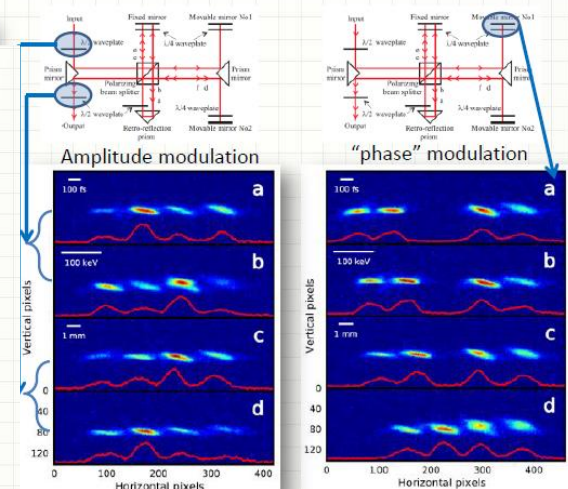 Input
Fixed mirror
Movable mirror No1
λ/2 waveplate
λ/4 waveplate
Prism mirror
Polarizing beam splitter
Prism mirror
λ/2 waveplate
λ/4 waveplate
Output
Retro-reflection prism
Movable mirror No2
Input
Fixed mirror
Movable mirror No1
λ/2 waveplate
λ/4 waveplate
Prism mirror
Polarizing beam splitter
Prism mirror
λ/2 waveplate
λ/4 waveplate
Output
Retro-reflection prism
Movable mirror No2
Amplitude modulation
"phase" modulation
100 fs
a
100 keV
b
1 mm
c
d
Vertical pixels
0
40
80
120
0
100
200
300
400
Horizontal pixels
100 fs
a
100 keV
b
1 mm
c
d
Vertical pixels
0
40
80
120
0
100
200
300
400
Horizontal pixels